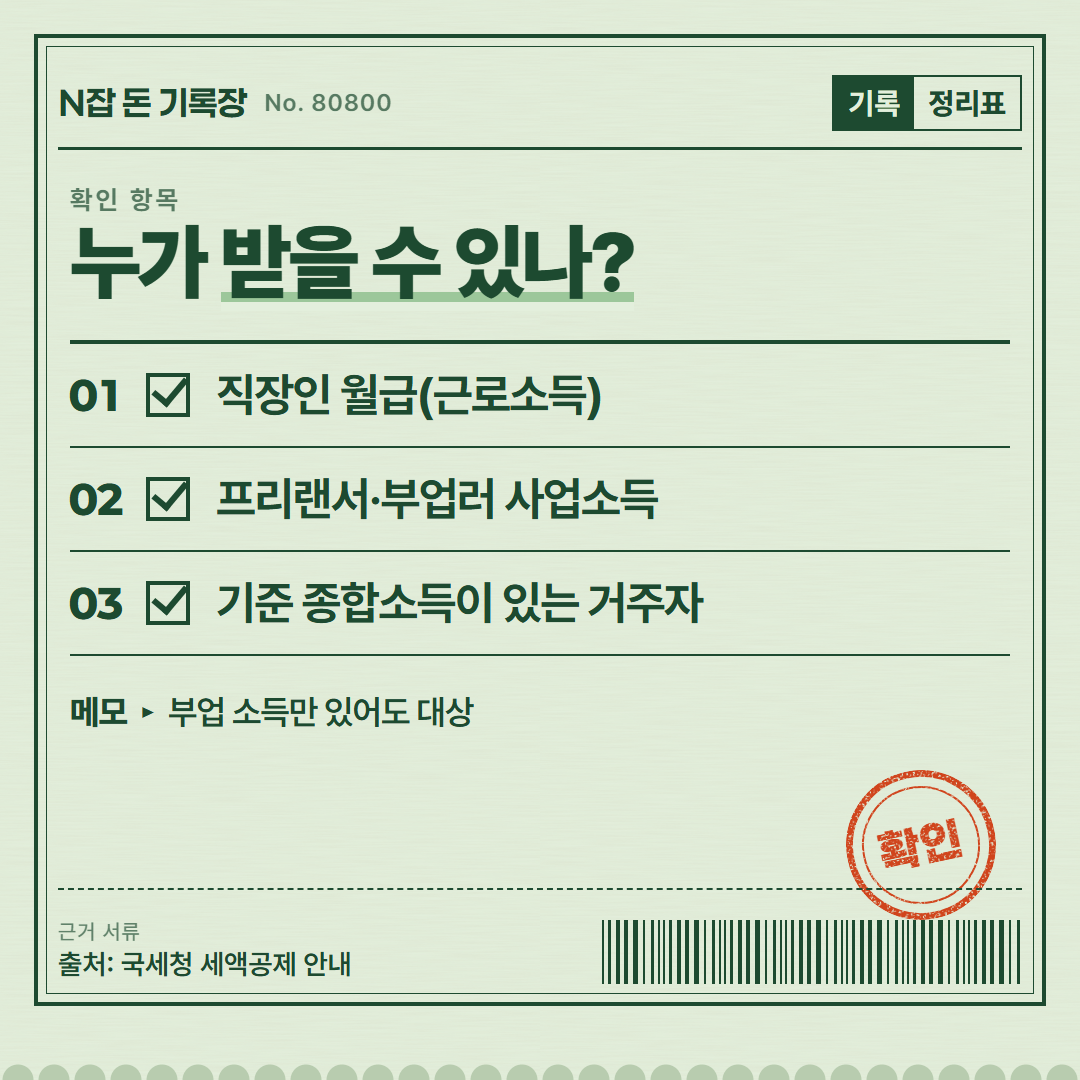 N잡 돈 기록장 No. 80800
기록 정리표
확인 항목
누가 받을 수 있나?
01 직장인 월급(근로소득)
02 프리랜서·부업러 사업소득
03 기준 종합소득이 있는 거주자
메모 ▸ 부업 소득만 있어도 대상
확인
근거 서류
출처: 국세청 세액공제 안내